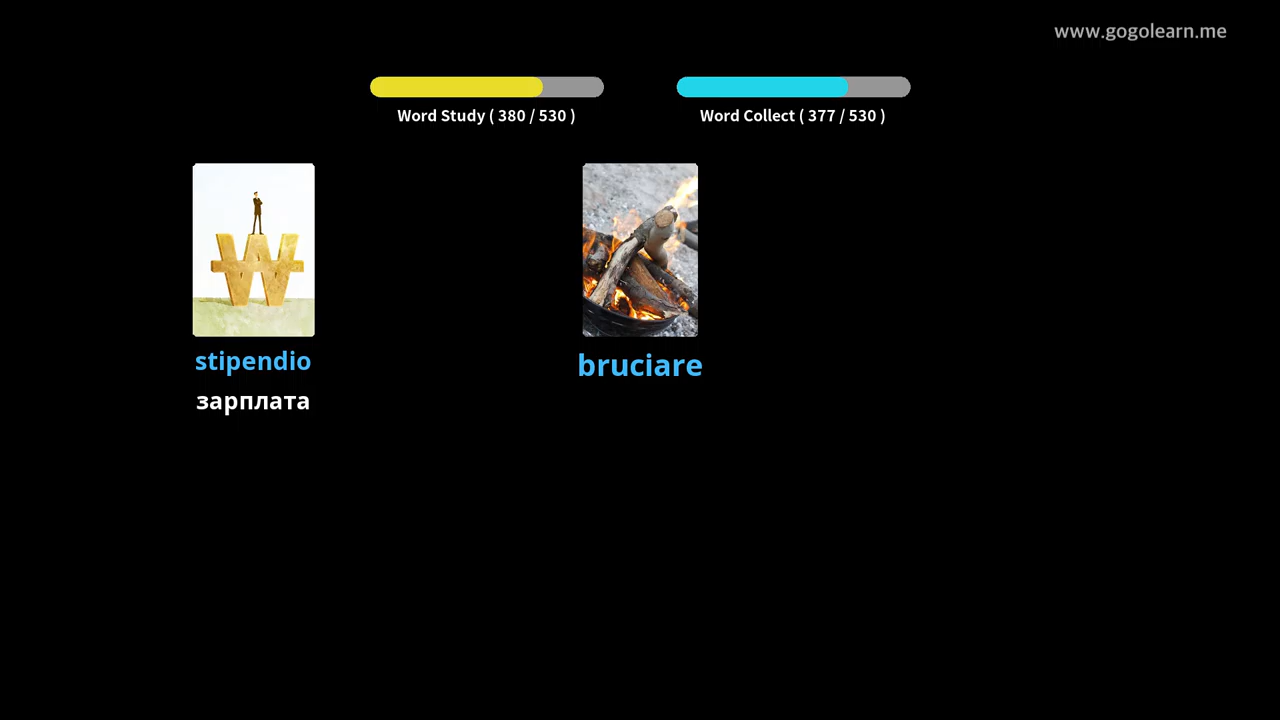 www.gogolearn.me
Word Study ( 380 / 530 )
Word Collect ( 377 / 530 )
stipendio
зарплата
bruciare